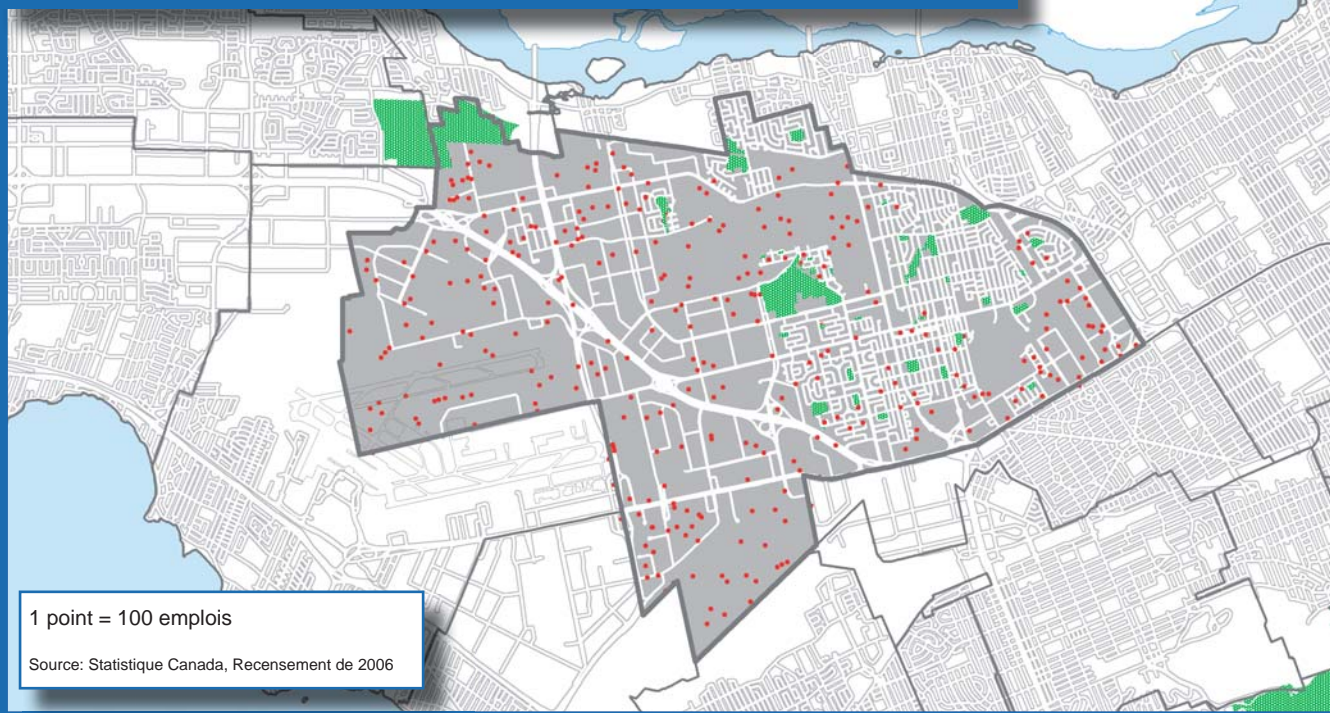 1 point = 100 emplois
Source: Statistique Canada, Recensement de 2006